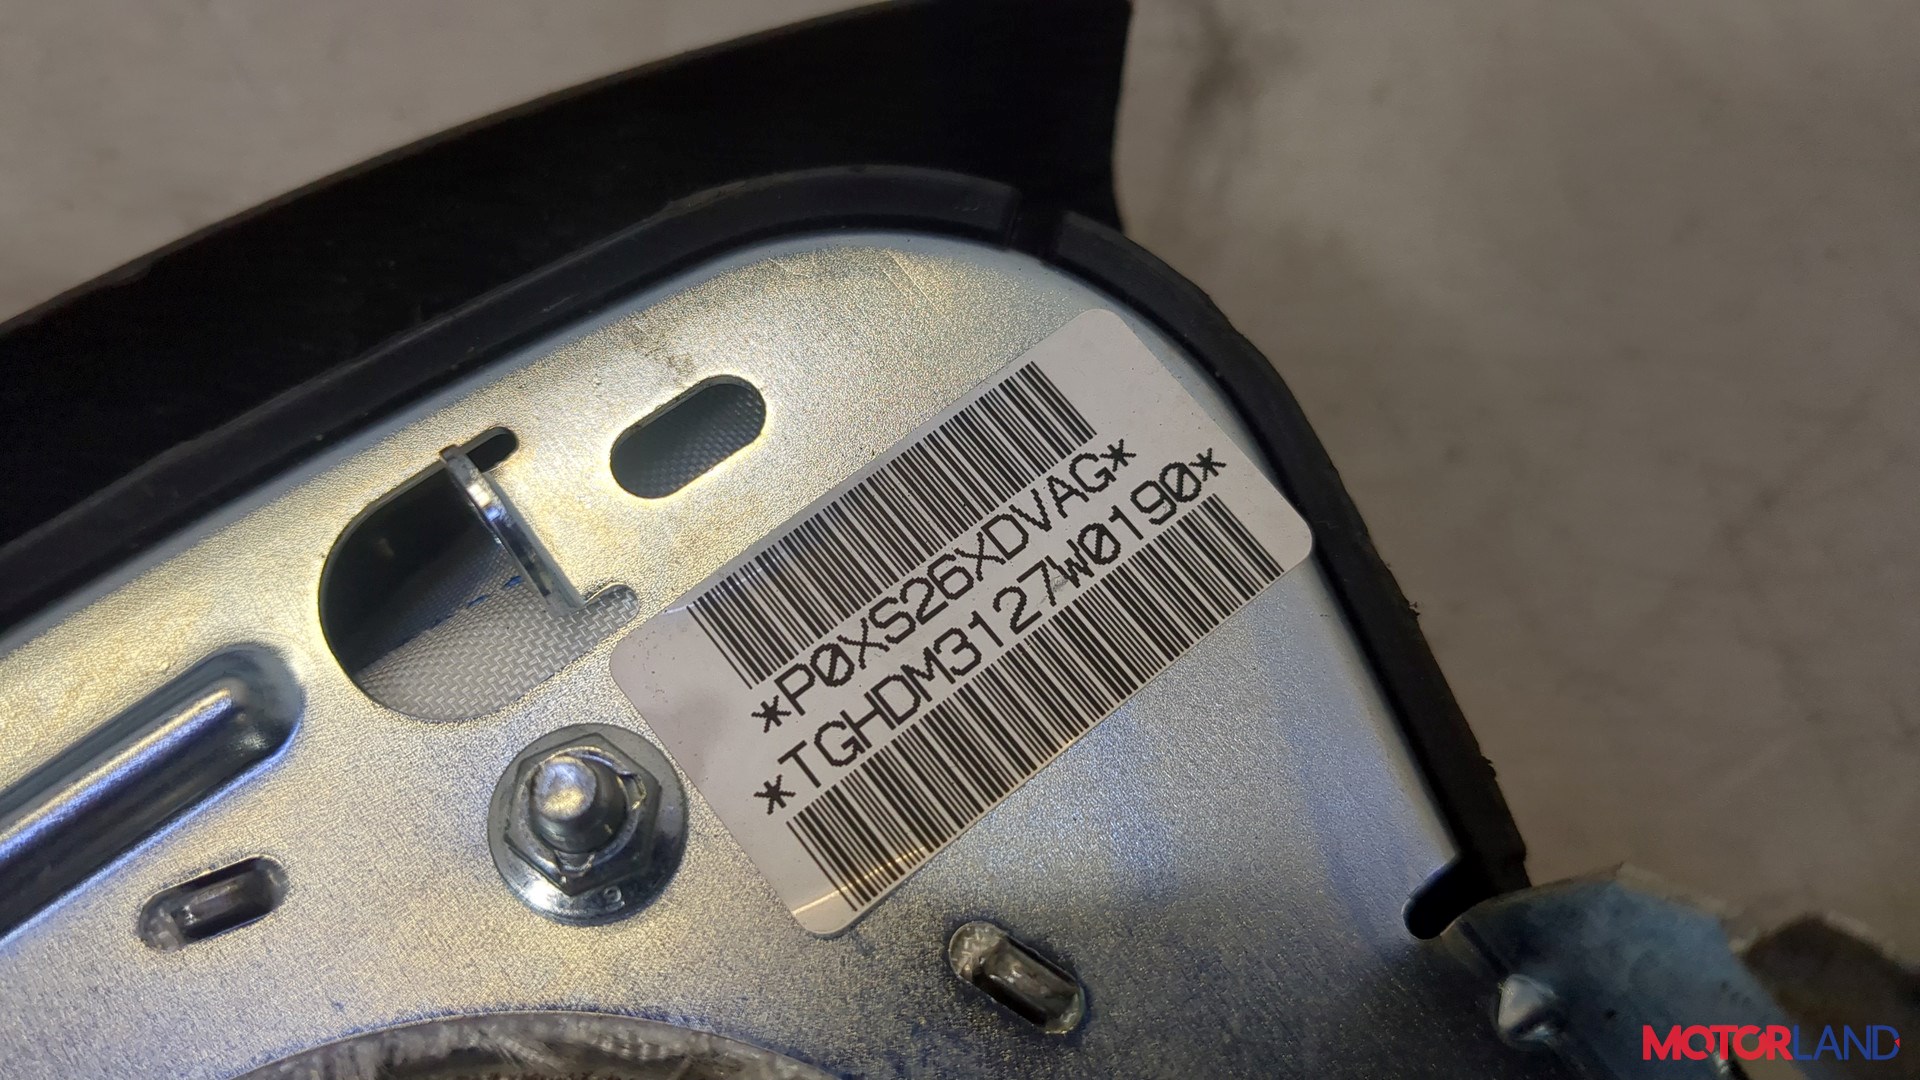 *P0XS26XDVAG*
*TGHDM3127W0190*
MOTORLAND